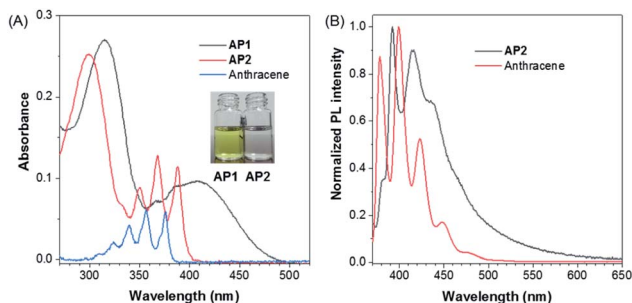 (A)
0.3
0.2
0.1
0.0
Absorbance
AP1
AP2
Anthracene
AP1 AP2
300 350 400 450 500
Wavelength (nm)
(B)
1.0
0.8
0.6
0.4
0.2
0.0
Normalized PL intensity
AP2
Anthracene
400 450 500 550 600 650
Wavelength (nm)